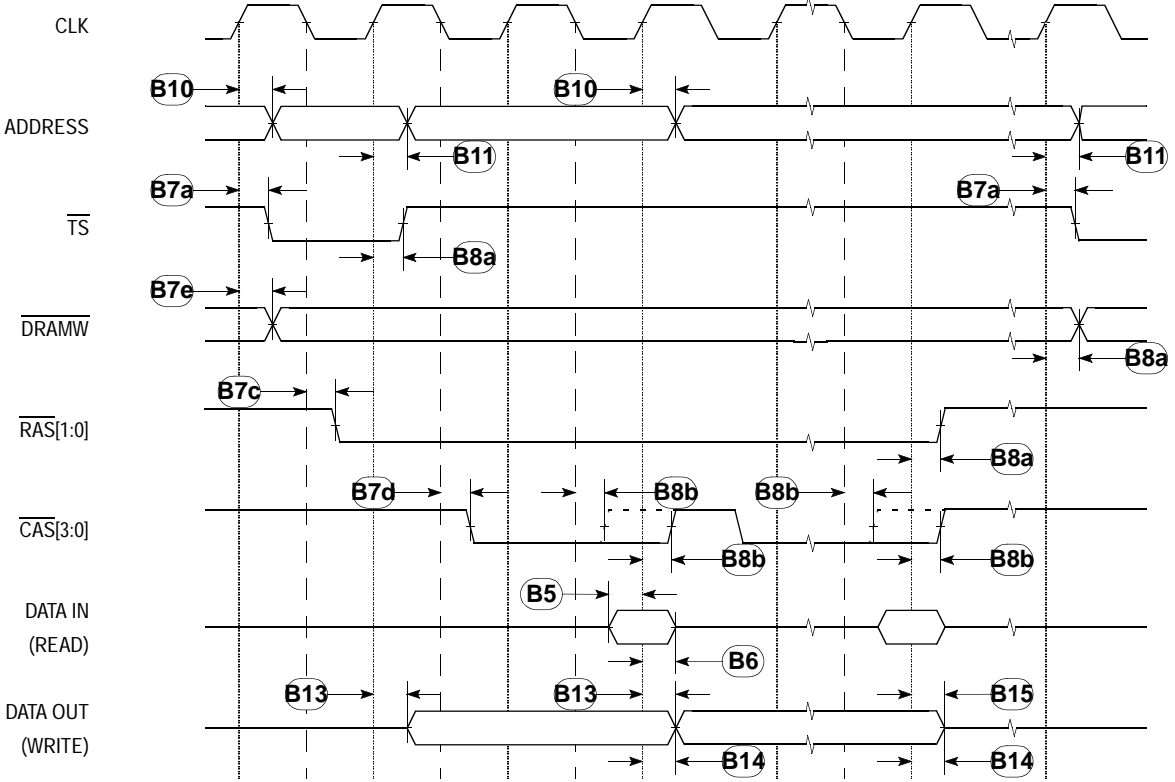 CLK
B10 B10
ADDRESS
B11 B11
B7a B7a
TS
B8a
B7e
DRAMW
B8a
B7c
RAS[1:0]
B8a
B7d B8b B8b
CAS[3:0]
B8b B8b
B5
DATA IN
(READ)
B6
B13 B13 B15
DATA OUT
(WRITE)
B14 B14